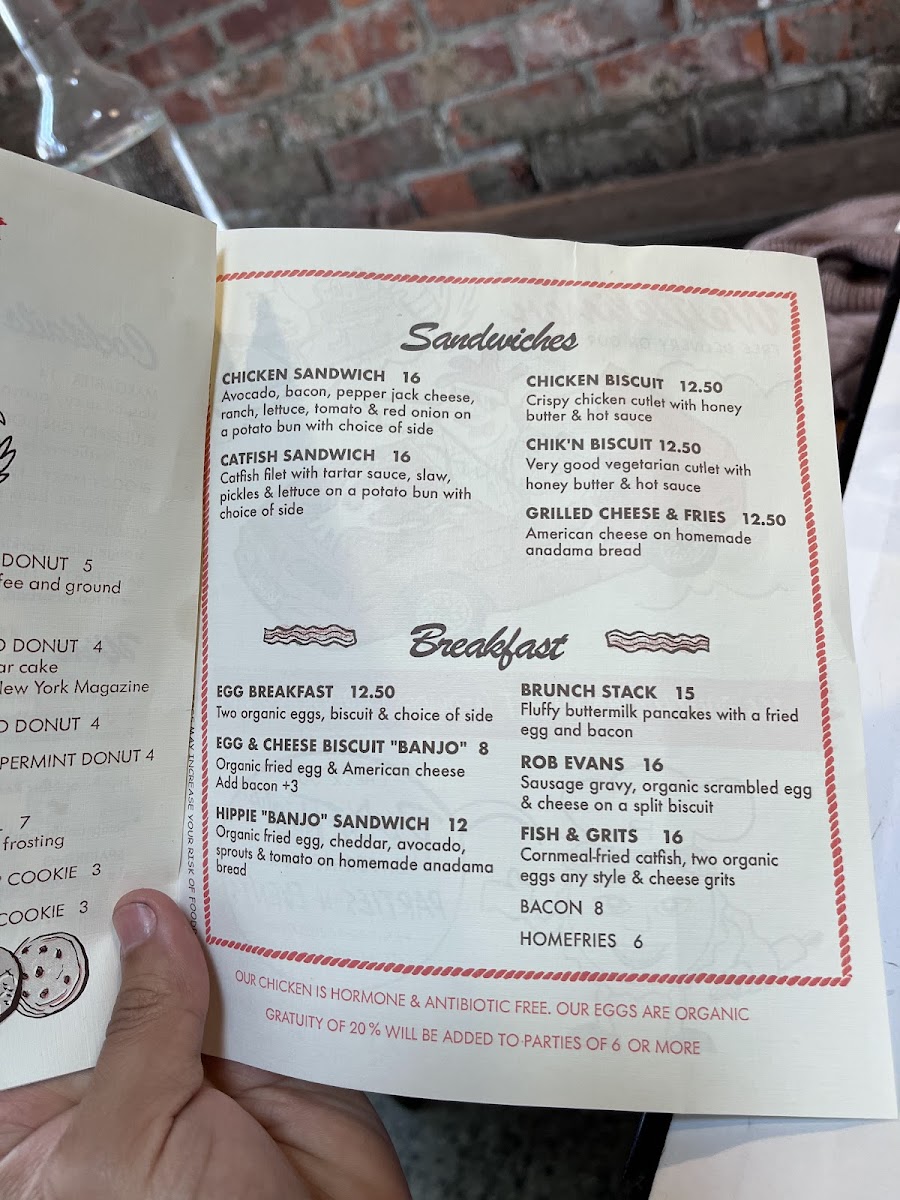 DONUT 5
and ground
DONUT 4
cake
New York Magazine
DONUT 4
DONUT 4
7
frosting
COOKIE 3
COOKIE 3
MAY INCREASE YOUR RISK OF
Sandwiches
CHICKEN SANDWICH 16
Avocado, bacon, pepper jack cheese,
ranch, lettuce, tomato & red onion on
a potato bun with choice of side
CATFISH SANDWICH 16
Catfish filet with tartar sauce, slaw,
pickles & lettuce on a potato bun with
choice of side
CHICKEN BISCUIT 12.50
Crispy chicken cutlet with honey
butter & hot sauce
CHIK'N BISCUIT 12.50
Very good vegetarian cutlet with
honey butter & hot sauce
GRILLED CHEESE & FRIES 12.50
American cheese on homemade
anadama bread
Breakfast
EGG BREAKFAST 12.50
Two organic eggs, biscuit & choice of side
EGG & CHEESE BISCUIT "BANJO" 8
Organic fried egg & American cheese
Add bacon +3
HIPPIE "BANJO" SANDWICH 12
Organic fried egg, cheddar, avocado,
sprouts & tomato on homemade anadama
bread
BRUNCH STACK 15
Fluffy buttermilk pancakes with a fried
egg and bacon
ROB EVANS 16
Sausage gravy, organic scrambled egg
& cheese on a split biscuit
FISH & GRITS 16
Cornmeal-fried catfish, two organic
eggs any style & cheese grits
BACON 8
HOMEFRIES 6
OUR CHICKEN IS HORMONE & ANTIBIOTIC FREE. OUR EGGS ARE ORGANIC
GRATUITY OF 20% WILL BE ADDED TO PARTIES OF 6 OR MORE